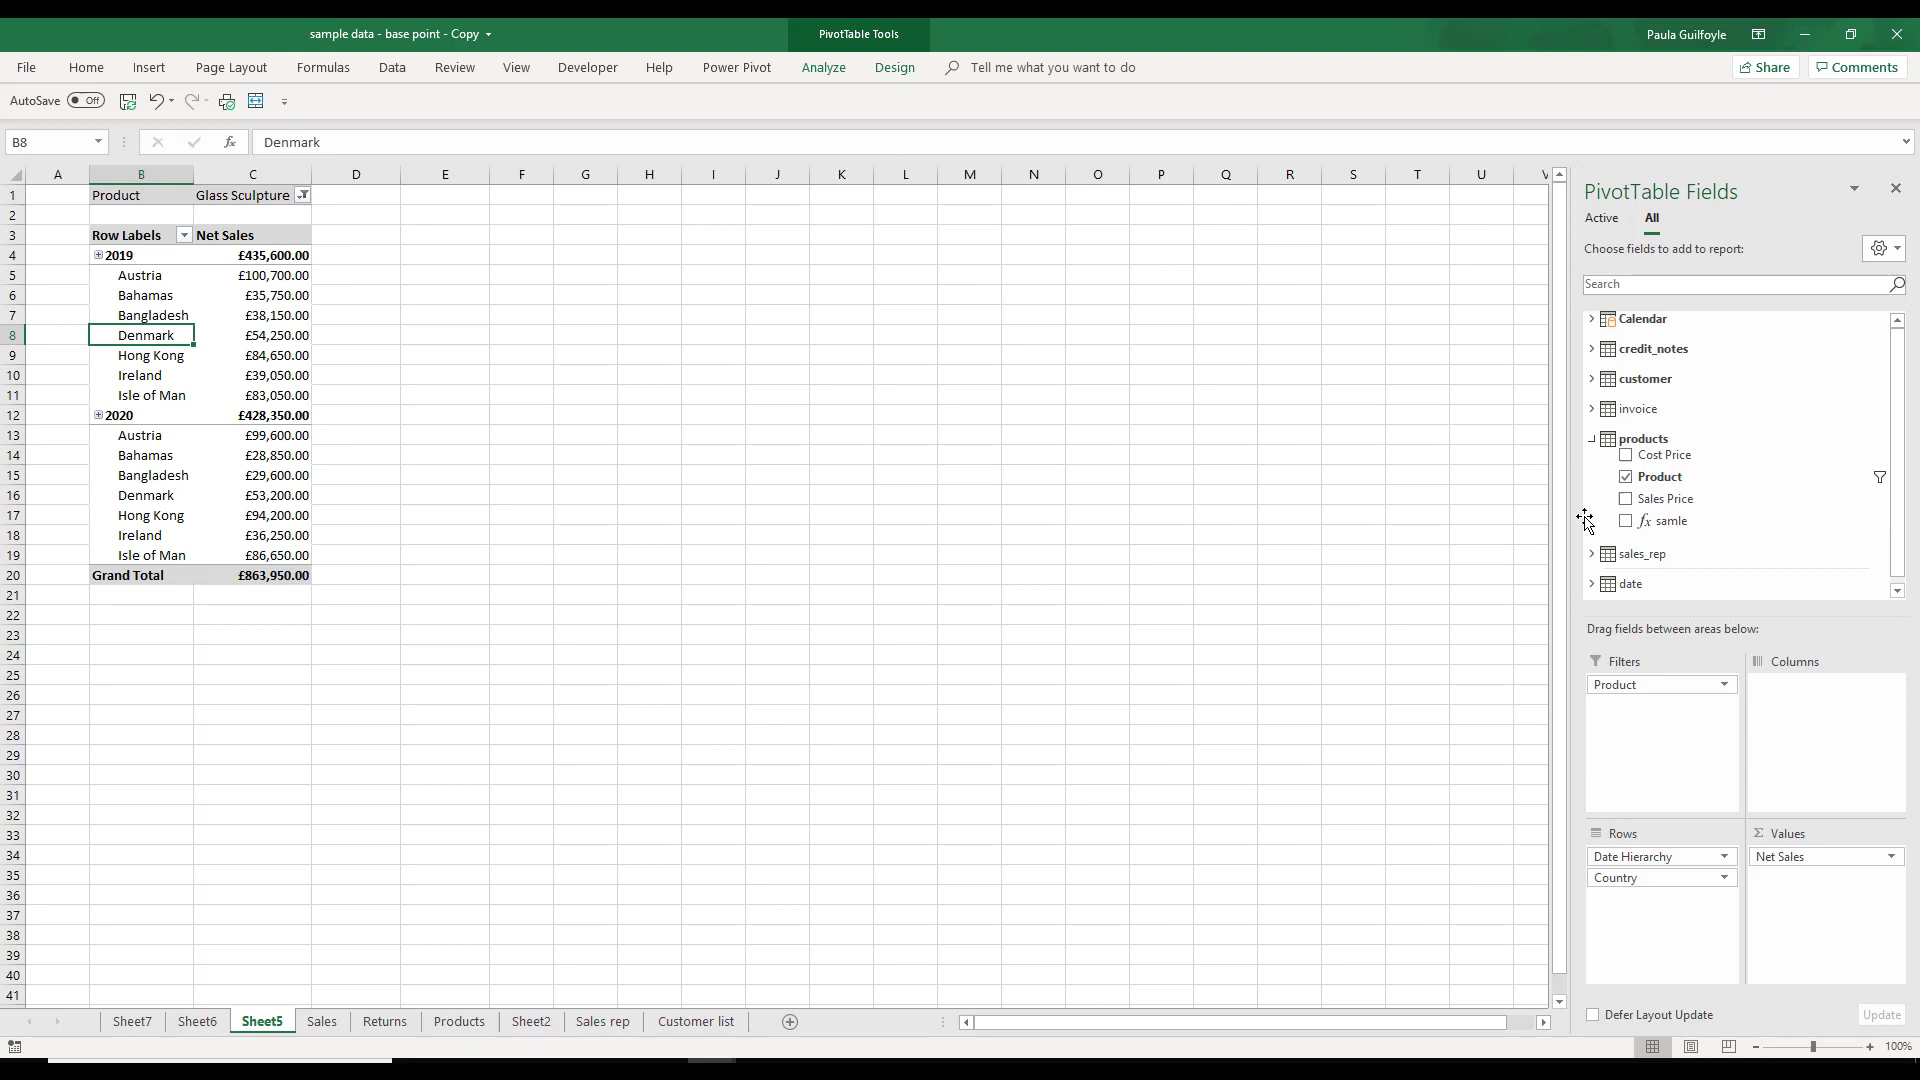 sample data - base point - Copy
PivotTable Tools
Paula Guilfoyle
File Home Insert Page Layout Formulas Data Review View Developer Help Power Pivot Analyze Design Tell me what you want to do Share Comments
AutoSave Off
B8 fx Denmark
A B C D E F G H I J K L M N O P Q R S T U V
1 Product Glass Sculpture
2
3 Row Labels Net Sales
4 2019 £435,600.00
5 Austria £100,700.00
6 Bahamas £35,750.00
7 Bangladesh £38,150.00
8 Denmark £54,250.00
9 Hong Kong £84,650.00
10 Ireland £39,050.00
11 Isle of Man £83,050.00
12 2020 £428,350.00
13 Austria £99,600.00
14 Bahamas £28,850.00
15 Bangladesh £29,600.00
16 Denmark £53,200.00
17 Hong Kong £94,200.00
18 Ireland £36,250.00
19 Isle of Man £86,650.00
20 Grand Total £863,950.00
21
22
23
24
25
26
27
28
29
30
31
32
33
34
35
36
37
38
39
40
41
PivotTable Fields
Active All
Choose fields to add to report:
Search
Calendar
credit_notes
customer
invoice
products
Cost Price
Product
Sales Price
fx samle
sales_rep
date
Drag fields between areas below:
Filters Columns
Product
Rows Σ Values
Date Hierarchy Net Sales
Country
Defer Layout Update Update
Sheet7 Sheet6 Sheet5 Sales Returns Products Sheet2 Sales rep Customer list
100%